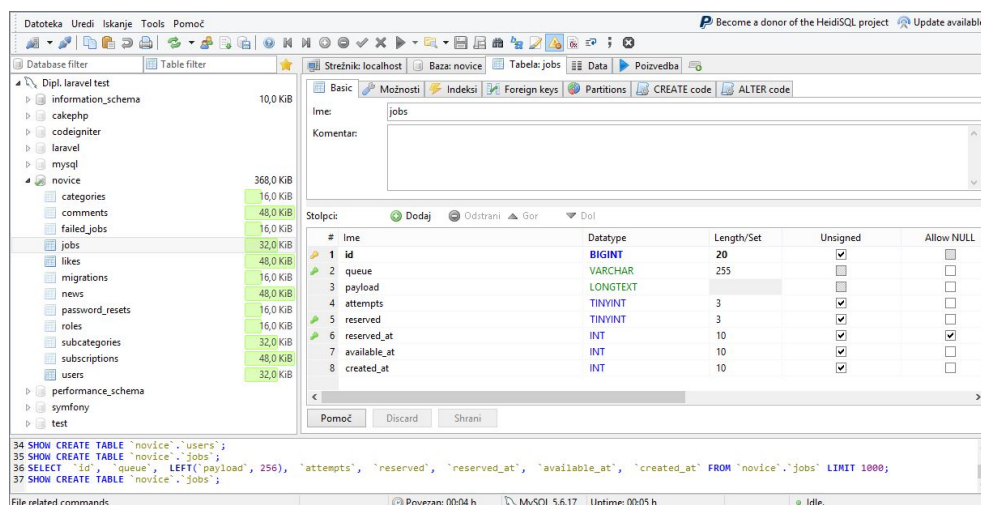 Datoteka Uredi Iskanje Tools Pomoč
Become a donor of the HeidiSQL project
Update available
Database filter
Table filter
Strežnik: localhost
Baza: novice
Tabela: jobs
Data
Poizvedba
Dipl. laravel test
information_schema 10,0 KiB
cakephp
codeigniter
laravel
mysql
novice 368,0 KiB
categories 16,0 KiB
comments 48,0 KiB
failed_jobs 16,0 KiB
jobs 32,0 KiB
likes 48,0 KiB
migrations 16,0 KiB
news 48,0 KiB
password_resets 16,0 KiB
roles 16,0 KiB
subcategories 32,0 KiB
subscriptions 48,0 KiB
users 32,0 KiB
performance_schema
symfony
test
Basic Možnosti Indeksi Foreign keys Partitions CREATE code ALTER code
Ime: jobs
Komentar:
Stolpci: Dodaj Odstrani Gor Dol
# Ime Datatype Length/Set Unsigned Allow NULL
1 id BIGINT 20
2 queue VARCHAR 255
3 payload LONGTEXT
4 attempts TINYINT 3
5 reserved TINYINT 3
6 reserved_at INT 10
7 available_at INT 10
8 created_at INT 10
Pomoč Discard Shrani
34 SHOW CREATE TABLE `novice`.`users`;
35 SHOW CREATE TABLE `novice`.`jobs`;
36 SELECT `id`, `queue`, LEFT(`payload`, 256), `attempts`, `reserved`, `reserved_at`, `available_at`, `created_at` FROM `novice`.`jobs` LIMIT 1000;
37 SHOW CREATE TABLE `novice`.`jobs`;
File related commands Povezan: 00:04 h MySQL 5.6.17 Uptime: 00:05 h Idle.